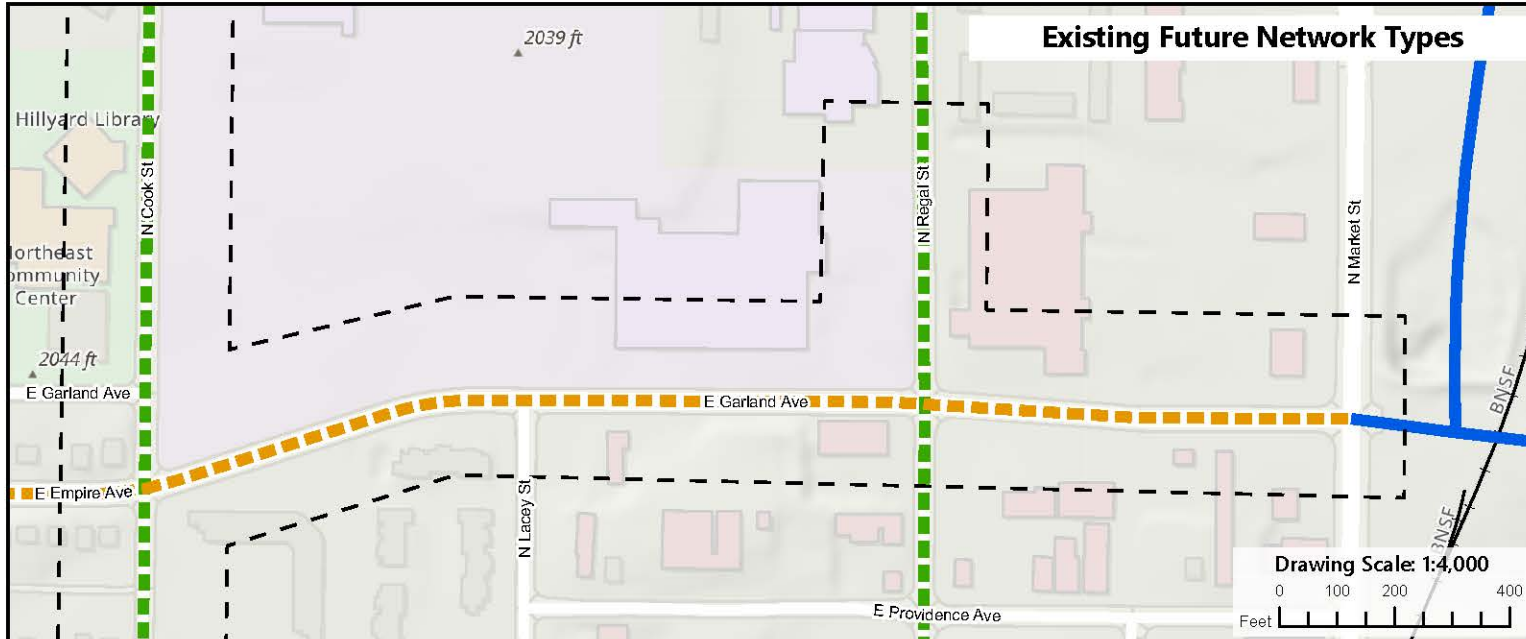 Existing Future Network Types
2039 ft
Hillyard Library
N Cook St
N Regal St
N Market St
Northeast
Community
Center
2044 ft
E Garland Ave
E Garland Ave
BNSF
E Empire Ave
N Lacey St
BNSF
Drawing Scale: 1:4,000
0 100 200 400
Feet
E Providence Ave